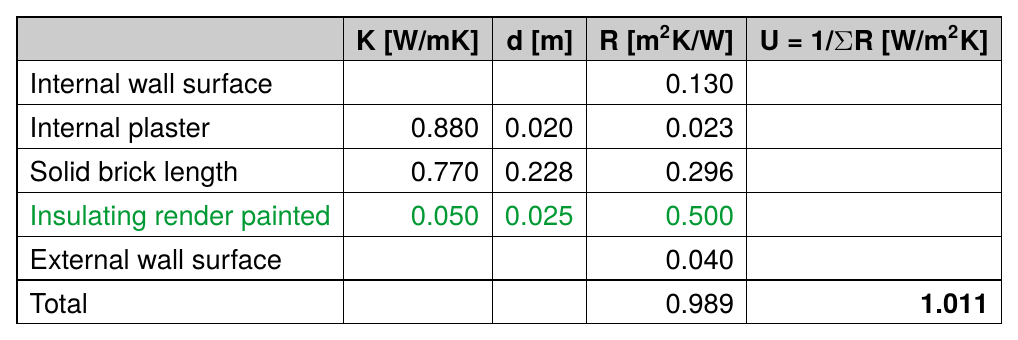 K [W/mK] d [m] R [m²K/W] U = 1/ΣR [W/m²K]
Internal wall surface 0.130
Internal plaster 0.880 0.020 0.023
Solid brick length 0.770 0.228 0.296
Insulating render painted 0.050 0.025 0.500
External wall surface 0.040
Total 0.989 1.011